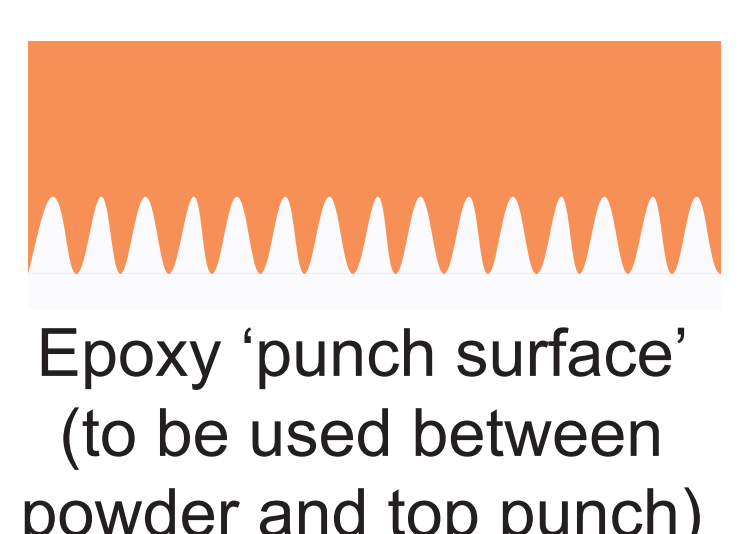 Epoxy ‘punch surface’
(to be used between
powder and top punch)